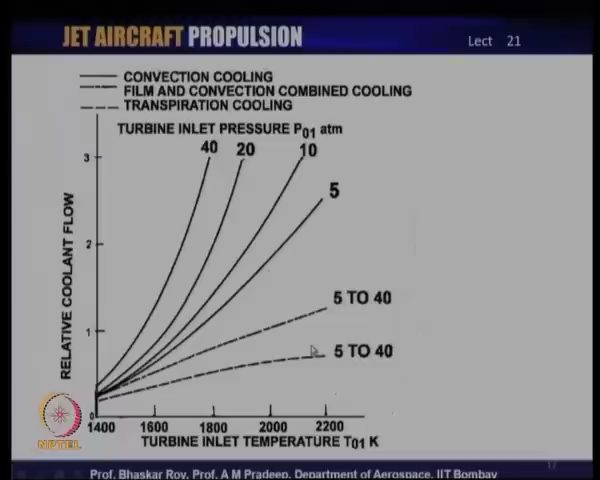 JET AIRCRAFT PROPULSION
Lect 21
CONVECTION COOLING
FILM AND CONVECTION COMBINED COOLING
TRANSPIRATION COOLING
TURBINE INLET PRESSURE P01 atm
40 20 10
5
5 TO 40
5 TO 40
RELATIVE COOLANT FLOW
3
2
1
0
1400 1600 1800 2000 2200
TURBINE INLET TEMPERATURE T01 K
NPTEL
17
Prof. Bhaskar Roy, Prof. A M Pradeep, Department of Aerospace, IIT Bombay